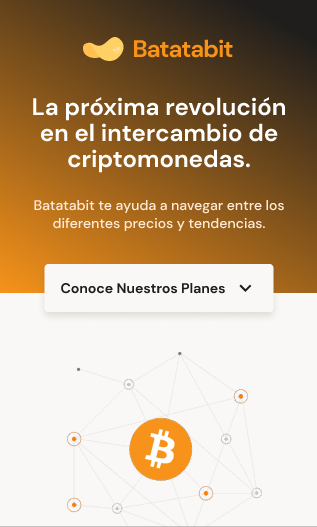 Batatabit
La próxima revolución
en el intercambio de
criptomonedas.
Batatabit te ayuda a navegar entre los
diferentes precios y tendencias.
Conoce Nuestros Planes